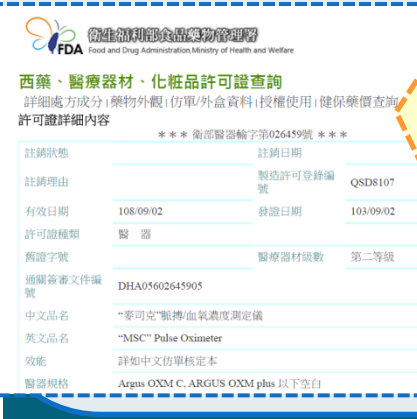 衛生福利部食品藥物管理署
FDA Food and Drug Administration,Ministry of Health and Welfare
西藥、醫療器材、化粧品許可證查詢
詳細處方成分|藥物外觀|仿單/外盒資料|授權使用|健保藥價查詢
許可證詳細內容
＊＊＊ 衛部醫器輸字第026459號 ＊＊＊
註銷狀態 註銷日期
註銷理由 製造許可登錄編號 QSD8107
有效日期 108/09/02 發證日期 103/09/02
許可證種類 醫 器
舊證字號 醫療器材級數 第二等級
通關簽審文件編號 DHA05602645905
中文品名 “麥司克”脈搏/血氧濃度測定儀
英文品名 “MSC” Pulse Oximeter
效能 詳如中文仿單核定本
醫器規格 Argus OXM C, ARGUS OXM plus 以下空白